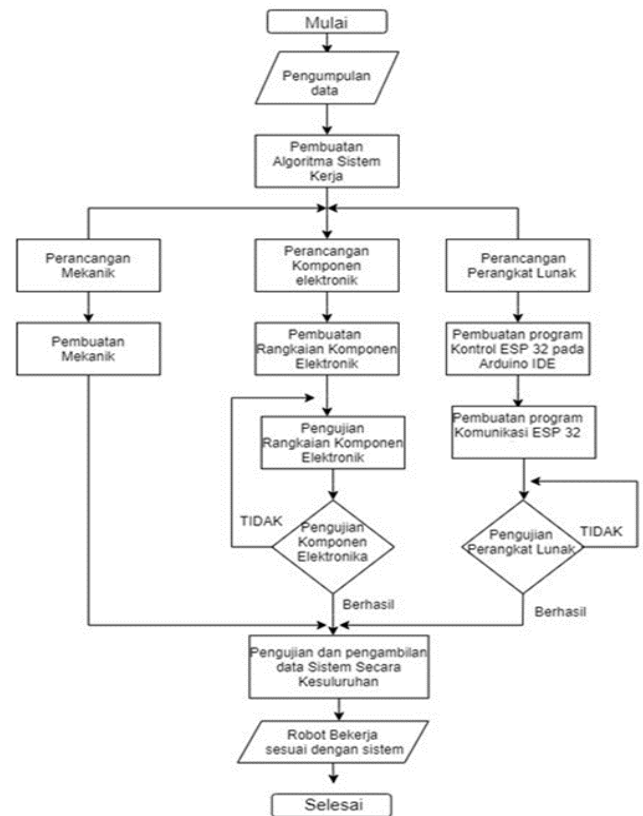 Mulai
Pengumpulan
data
Pembuatan
Algoritma Sistem
Kerja
Perancangan
Mekanik
Perancangan
Komponen
elektronik
Perancangan
Perangkat Lunak
Pembuatan
Mekanik
Pembuatan
Rangkaian Komponen
Elektronik
Pembuatan program
Kontrol ESP 32 pada
Arduino IDE
Pengujian
Rangkaian Komponen
Elektronik
Pembuatan program
Komunikasi ESP 32
TIDAK
Pengujian
Komponen
Elektronika
Pengujian
Perangkat Lunak
TIDAK
Berhasil
Berhasil
Pengujian dan pengambilan
data Sistem Secara
Kesuluruhan
Robot Bekerja
sesuai dengan sistem
Selesai